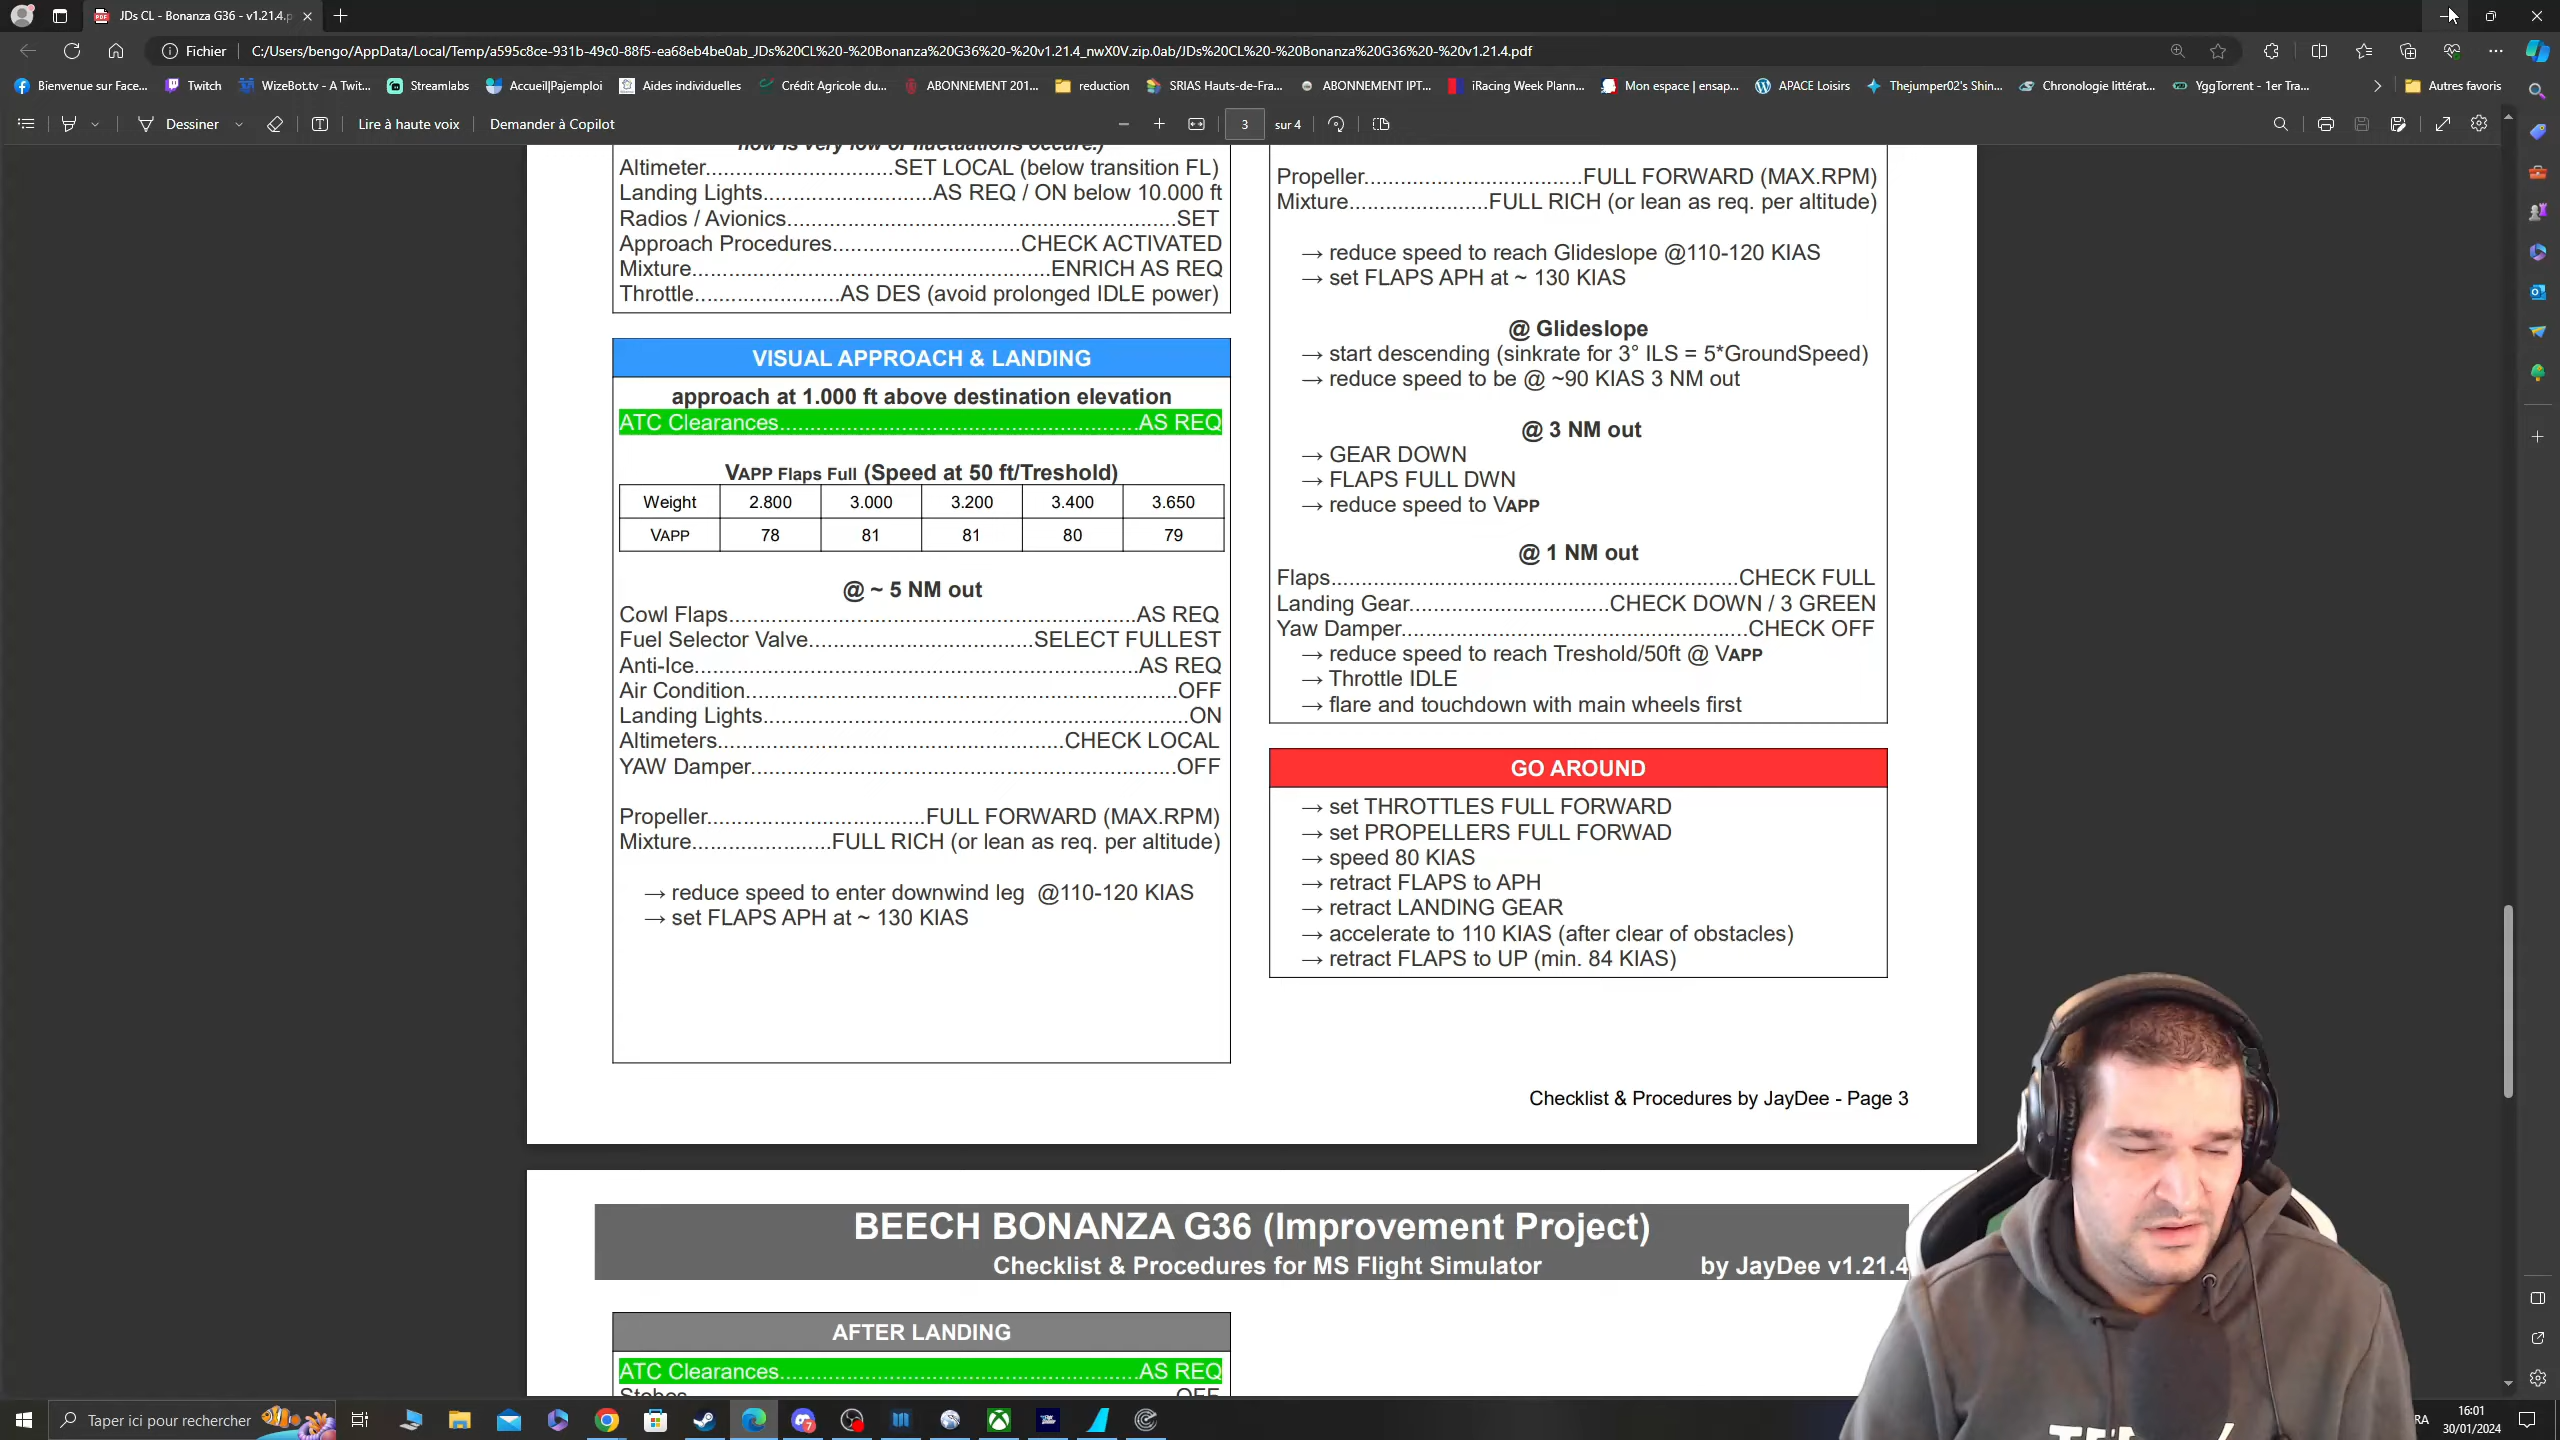 JDs CL - Bonanza G36 - v1.21.4.p
Fichier
C:/Users/bengo/AppData/Local/Temp/a595c8ce-931b-49c0-88f5-ea68eb4be0ab_JDs%20CL%20-%20Bonanza%20G36%20-%20v1.21.4_nwX0V.zip.0ab/JDs%20CL%20-%20Bonanza%20G36%20-%20v1.21.4.pdf
Bienvenue sur Face...
Twitch
WizeBot.tv - A Twit...
Streamlabs
Accueil|Pajemploi
Aides individuelles
Crédit Agricole du...
ABONNEMENT 201...
reduction
SRIAS Hauts-de-Fra...
ABONNEMENT IPT...
iRacing Week Plann...
Mon espace | ensap...
APACE Loisirs
Thejumper02's Shin...
Chronologie littérat...
YggTorrent - 1er Tra...
Autres favoris
Dessiner
Lire à haute voix
Demander à Copilot
3
sur 4
Altimeter..............................SET LOCAL (below transition FL)
Landing Lights............................AS REQ / ON below 10.000 ft
Radios / Avionics...............................................................SET
Approach Procedures..............................CHECK ACTIVATED
Mixture...........................................................ENRICH AS REQ
Throttle........................AS DES (avoid prolonged IDLE power)
VISUAL APPROACH & LANDING
approach at 1.000 ft above destination elevation
ATC Clearances...........................................................AS REQ
VAPP Flaps Full (Speed at 50 ft/Treshold)
Weight 2.800 3.000 3.200 3.400 3.650
VAPP 78 81 81 80 79
@ ~ 5 NM out
Cowl Flaps...................................................................AS REQ
Fuel Selector Valve.....................................SELECT FULLEST
Anti-Ice.........................................................................AS REQ
Air Condition.......................................................................OFF
Landing Lights......................................................................ON
Altimeters.........................................................CHECK LOCAL
YAW Damper......................................................................OFF
Propeller....................................FULL FORWARD (MAX.RPM)
Mixture.......................FULL RICH (or lean as req. per altitude)
→ reduce speed to enter downwind leg @110-120 KIAS
→ set FLAPS APH at ~ 130 KIAS
Propeller....................................FULL FORWARD (MAX.RPM)
Mixture.......................FULL RICH (or lean as req. per altitude)
→ reduce speed to reach Glideslope @110-120 KIAS
→ set FLAPS APH at ~ 130 KIAS
@ Glideslope
→ start descending (sinkrate for 3° ILS = 5*GroundSpeed)
→ reduce speed to be @ ~90 KIAS 3 NM out
@ 3 NM out
→ GEAR DOWN
→ FLAPS FULL DWN
→ reduce speed to VAPP
@ 1 NM out
Flaps...................................................................CHECK FULL
Landing Gear.................................CHECK DOWN / 3 GREEN
Yaw Damper.........................................................CHECK OFF
→ reduce speed to reach Treshold/50ft @ VAPP
→ Throttle IDLE
→ flare and touchdown with main wheels first
GO AROUND
→ set THROTTLES FULL FORWARD
→ set PROPELLERS FULL FORWAD
→ speed 80 KIAS
→ retract FLAPS to APH
→ retract LANDING GEAR
→ accelerate to 110 KIAS (after clear of obstacles)
→ retract FLAPS to UP (min. 84 KIAS)
Checklist & Procedures by JayDee - Page 3
BEECH BONANZA G36 (Improvement Project)
Checklist & Procedures for MS Flight Simulator
by JayDee v1.21.4
AFTER LANDING
ATC Clearances...........................................................AS REQ
Taper ici pour rechercher
16:01
30/01/2024